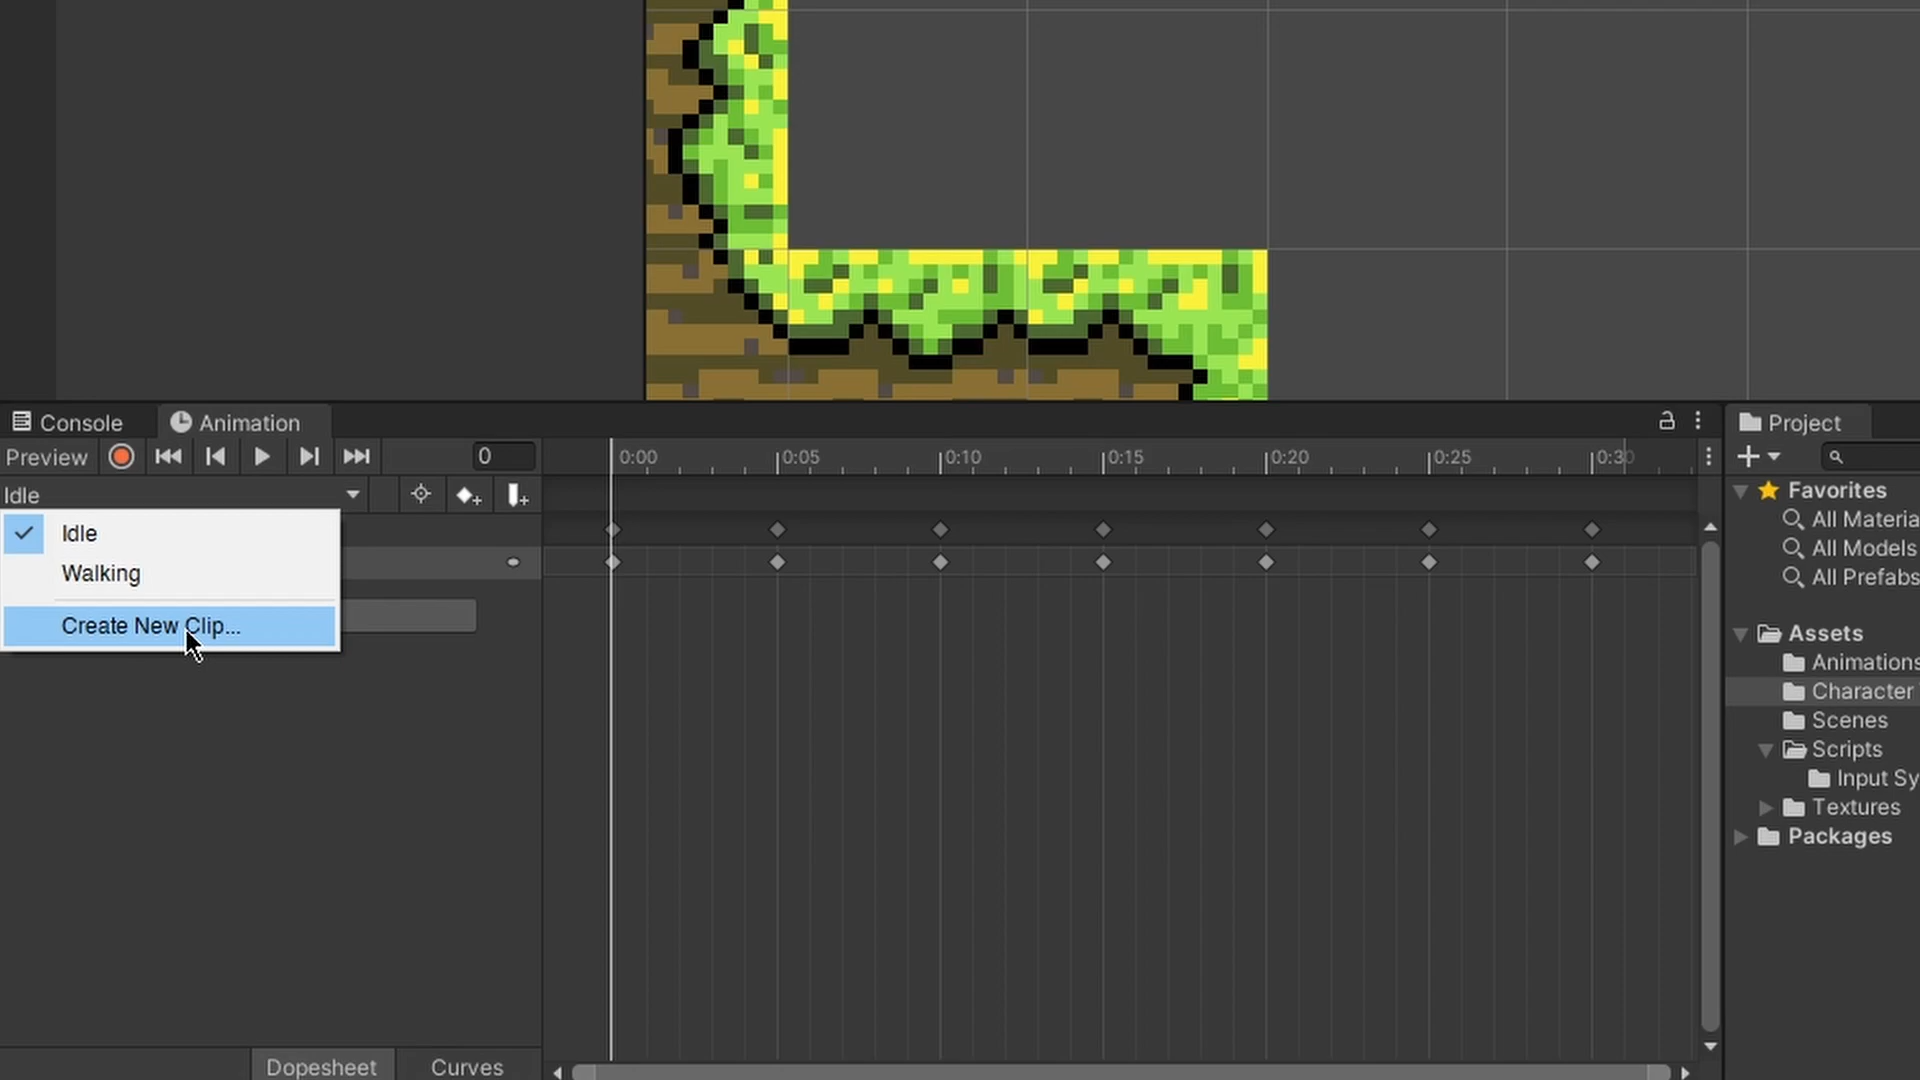 Console
Animation
Project
Preview
0
0:00
0:05
0:10
0:15
0:20
0:25
0:30
Idle
Idle
Walking
Create New Clip...
Favorites
All Materia
All Models
All Prefabs
Assets
Animations
Character
Scenes
Scripts
Input Sy
Textures
Packages
Dopesheet
Curves